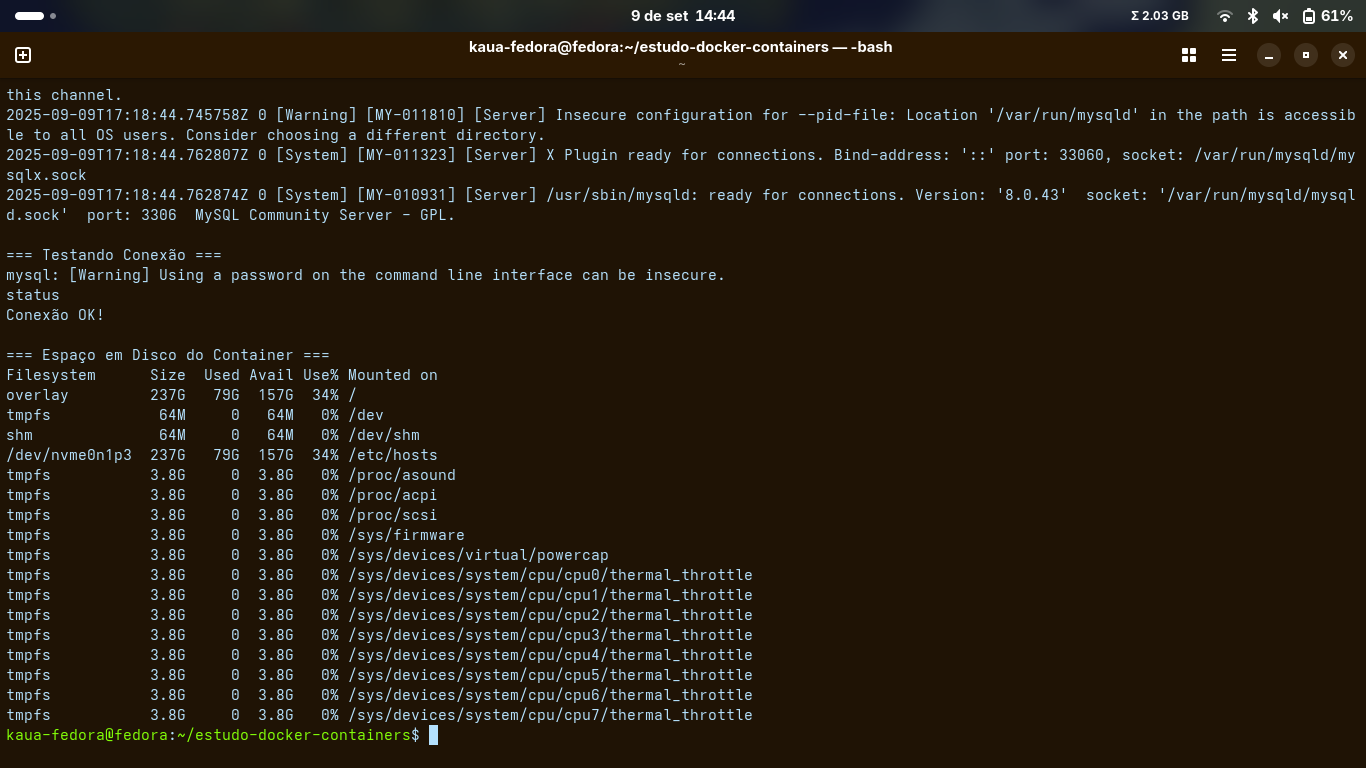 9 de set 14:44
Σ 2.03 GB
61%
kaua-fedora@fedora:~/estudo-docker-containers — -bash
~
this channel.
2025-09-09T17:18:44.745758Z 0 [Warning] [MY-011810] [Server] Insecure configuration for --pid-file: Location '/var/run/mysqld' in the path is accessib
le to all OS users. Consider choosing a different directory.
2025-09-09T17:18:44.762807Z 0 [System] [MY-011323] [Server] X Plugin ready for connections. Bind-address: '::' port: 33060, socket: /var/run/mysqld/my
sqlx.sock
2025-09-09T17:18:44.762874Z 0 [System] [MY-010931] [Server] /usr/sbin/mysqld: ready for connections. Version: '8.0.43'  socket: '/var/run/mysqld/mysql
d.sock'  port: 3306  MySQL Community Server - GPL.
=== Testando Conexão ===
mysql: [Warning] Using a password on the command line interface can be insecure.
status
Conexão OK!
=== Espaço em Disco do Container ===
Filesystem      Size  Used Avail Use% Mounted on
overlay         237G   79G  157G  34% /
tmpfs            64M     0   64M   0% /dev
shm              64M     0   64M   0% /dev/shm
/dev/nvme0n1p3  237G   79G  157G  34% /etc/hosts
tmpfs           3.8G     0  3.8G   0% /proc/asound
tmpfs           3.8G     0  3.8G   0% /proc/acpi
tmpfs           3.8G     0  3.8G   0% /proc/scsi
tmpfs           3.8G     0  3.8G   0% /sys/firmware
tmpfs           3.8G     0  3.8G   0% /sys/devices/virtual/powercap
tmpfs           3.8G     0  3.8G   0% /sys/devices/system/cpu/cpu0/thermal_throttle
tmpfs           3.8G     0  3.8G   0% /sys/devices/system/cpu/cpu1/thermal_throttle
tmpfs           3.8G     0  3.8G   0% /sys/devices/system/cpu/cpu2/thermal_throttle
tmpfs           3.8G     0  3.8G   0% /sys/devices/system/cpu/cpu3/thermal_throttle
tmpfs           3.8G     0  3.8G   0% /sys/devices/system/cpu/cpu4/thermal_throttle
tmpfs           3.8G     0  3.8G   0% /sys/devices/system/cpu/cpu5/thermal_throttle
tmpfs           3.8G     0  3.8G   0% /sys/devices/system/cpu/cpu6/thermal_throttle
tmpfs           3.8G     0  3.8G   0% /sys/devices/system/cpu/cpu7/thermal_throttle
kaua-fedora@fedora:~/estudo-docker-containers$